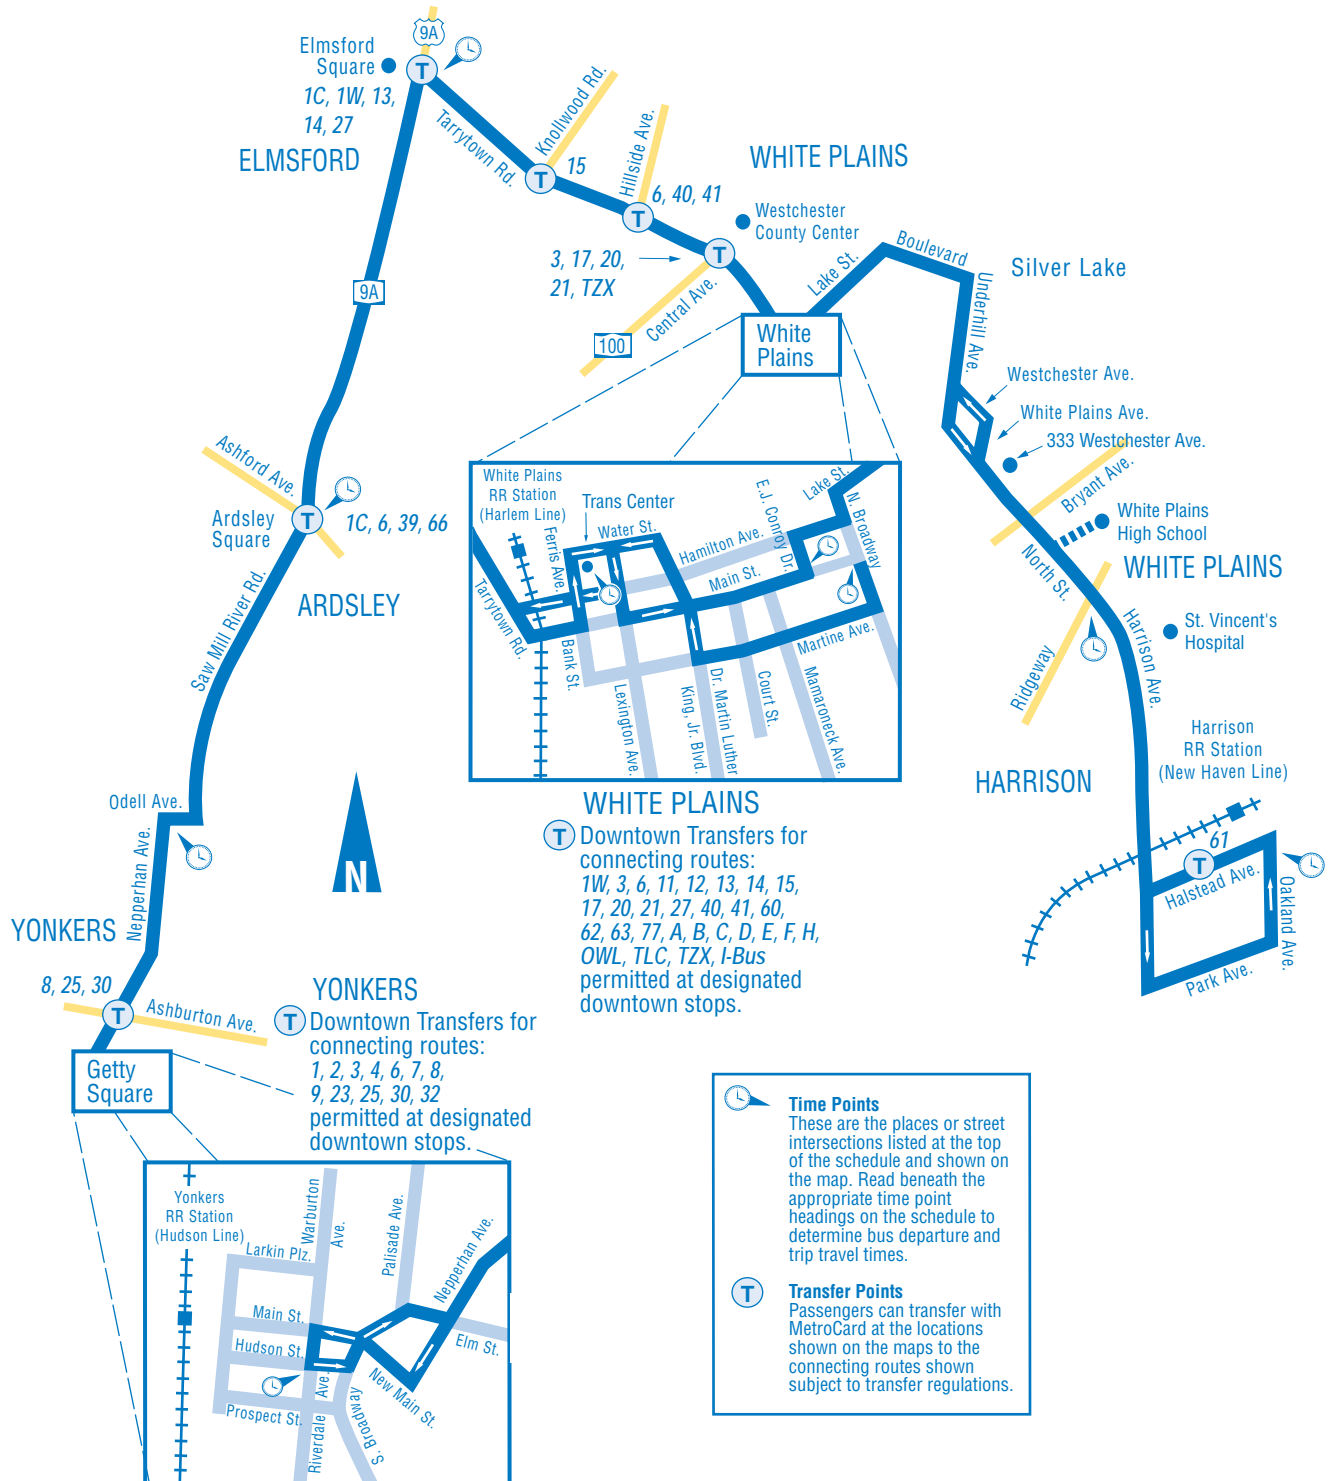 9A
Elmsford
Square
T
1C, 1W, 13,
14, 27
ELMSFORD
Tarrytown Rd.
Knollwood Rd.
T
15
Hillside Ave.
T
6, 40, 41
WHITE PLAINS
Westchester
County Center
T
3, 17, 20,
21, TZX
Central Ave.
100
9A
White
Plains
Lake St.
Boulevard
Silver Lake
Underhill Ave.
Westchester Ave.
White Plains Ave.
333 Westchester Ave.
Bryant Ave.
White Plains
High School
WHITE PLAINS
North St.
Ridgeway
Harrison Ave.
St. Vincent's
Hospital
Harrison
RR Station
(New Haven Line)
HARRISON
61
T
Halstead Ave.
Oakland Ave.
Park Ave.
Ashford Ave.
Ardsley
Square
T
1C, 6, 39, 66
ARDSLEY
Saw Mill River Rd.
Odell Ave.
Nepperhan Ave.
N
YONKERS
8, 25, 30
T
Ashburton Ave.
Getty
Square
White Plains
RR Station
(Harlem Line)
Trans Center
Water St.
Ferris Ave.
Tarrytown Rd.
Hamilton Ave.
Main St.
E.J. Conroy Dr.
Lake St.
N. Broadway
Martine Ave.
Bank St.
Lexington Ave.
Dr. Martin Luther
King, Jr. Blvd.
Court St.
Mamaroneck Ave.
WHITE PLAINS
T
Downtown Transfers for
connecting routes:
1W, 3, 6, 11, 12, 13, 14, 15,
17, 20, 21, 27, 40, 41, 60,
62, 63, 77, A, B, C, D, E, F, H,
OWL, TLC, TZX, I-Bus
permitted at designated
downtown stops.
YONKERS
T
Downtown Transfers for
connecting routes:
1, 2, 3, 4, 6, 7, 8,
9, 23, 25, 30, 32
permitted at designated
downtown stops.
Yonkers
RR Station
(Hudson Line)
Warburton
Ave.
Larkin Plz.
Palisade Ave.
Nepperhan Ave.
Main St.
Hudson St.
Elm St.
New Main St.
Prospect St.
Riverdale Ave.
S. Broadway
Time Points
These are the places or street
intersections listed at the top
of the schedule and shown on
the map. Read beneath the
appropriate time point
headings on the schedule to
determine bus departure and
trip travel times.
T
Transfer Points
Passengers can transfer with
MetroCard at the locations
shown on the maps to the
connecting routes shown
subject to transfer regulations.